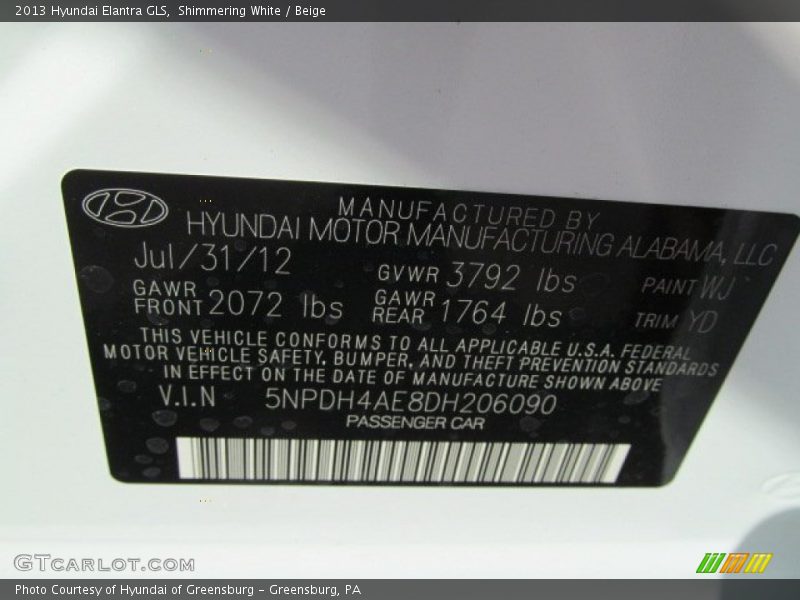 2013 Hyundai Elantra GLS, Shimmering White / Beige
MANUFACTURED BY
HYUNDAI MOTOR MANUFACTURING ALABAMA, LLC
Jul/31/12 GVWR 3792 lbs PAINT WJ
GAWR FRONT 2072 lbs GAWR REAR 1764 lbs TRIM YD
THIS VEHICLE CONFORMS TO ALL APPLICABLE U.S.A. FEDERAL
MOTOR VEHICLE SAFETY, BUMPER, AND THEFT PREVENTION STANDARDS
IN EFFECT ON THE DATE OF MANUFACTURE SHOWN ABOVE
V.I.N 5NPDH4AE8DH206090
PASSENGER CAR
GTCARLOT.COM
Photo Courtesy of Hyundai of Greensburg - Greensburg, PA